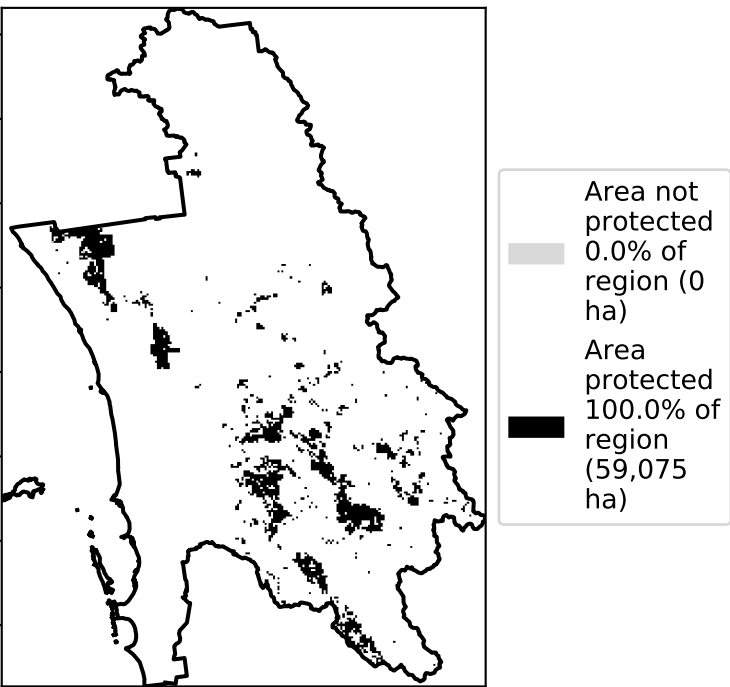 Area not
protected
0.0% of
region (0
ha)
Area
protected
100.0% of
region
(59,075
ha)